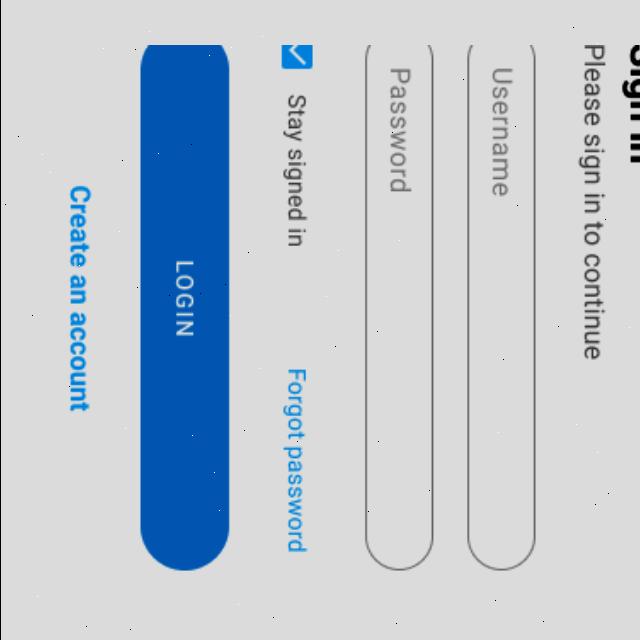 Sign in
Please sign in to continue
Username
Password
Stay signed in
Forgot password
LOGIN
Create an account